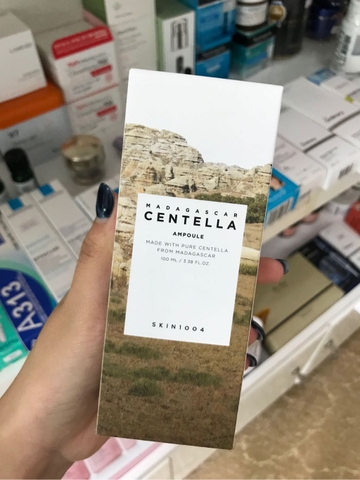 MADAGASCAR
CENTELLA
AMPOULE
MADE WITH PURE CENTELLA
FROM MADAGASCAR
100 ML / 3.38 FL.OZ.
SKIN1004
A313